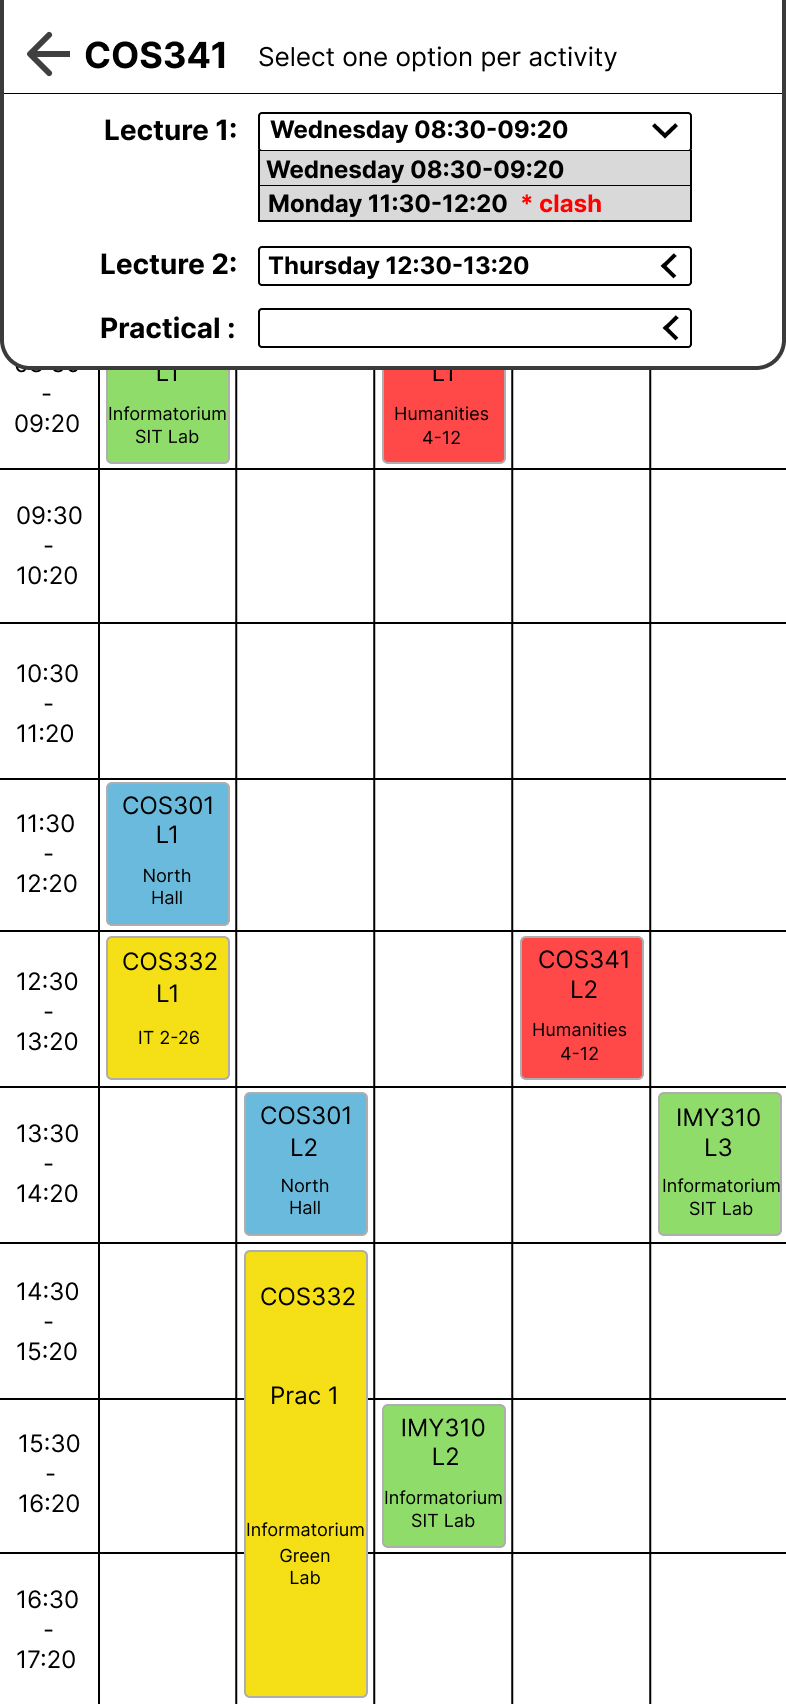 COS341 Select one option per activity
Lecture 1: Wednesday 08:30-09:20
Wednesday 08:30-09:20
Monday 11:30-12:20 * clash
Lecture 2: Thursday 12:30-13:20
Practical :
-
09:20
L1
Informatorium
SIT Lab
L1
Humanities
4-12
09:30
-
10:20
10:30
-
11:20
11:30
-
12:20
COS301
L1
North
Hall
12:30
-
13:20
COS332
L1
IT 2-26
COS341
L2
Humanities
4-12
13:30
-
14:20
COS301
L2
North
Hall
IMY310
L3
Informatorium
SIT Lab
14:30
-
15:20
COS332
Prac 1
Informatorium
Green
Lab
15:30
-
16:20
IMY310
L2
Informatorium
SIT Lab
16:30
-
17:20